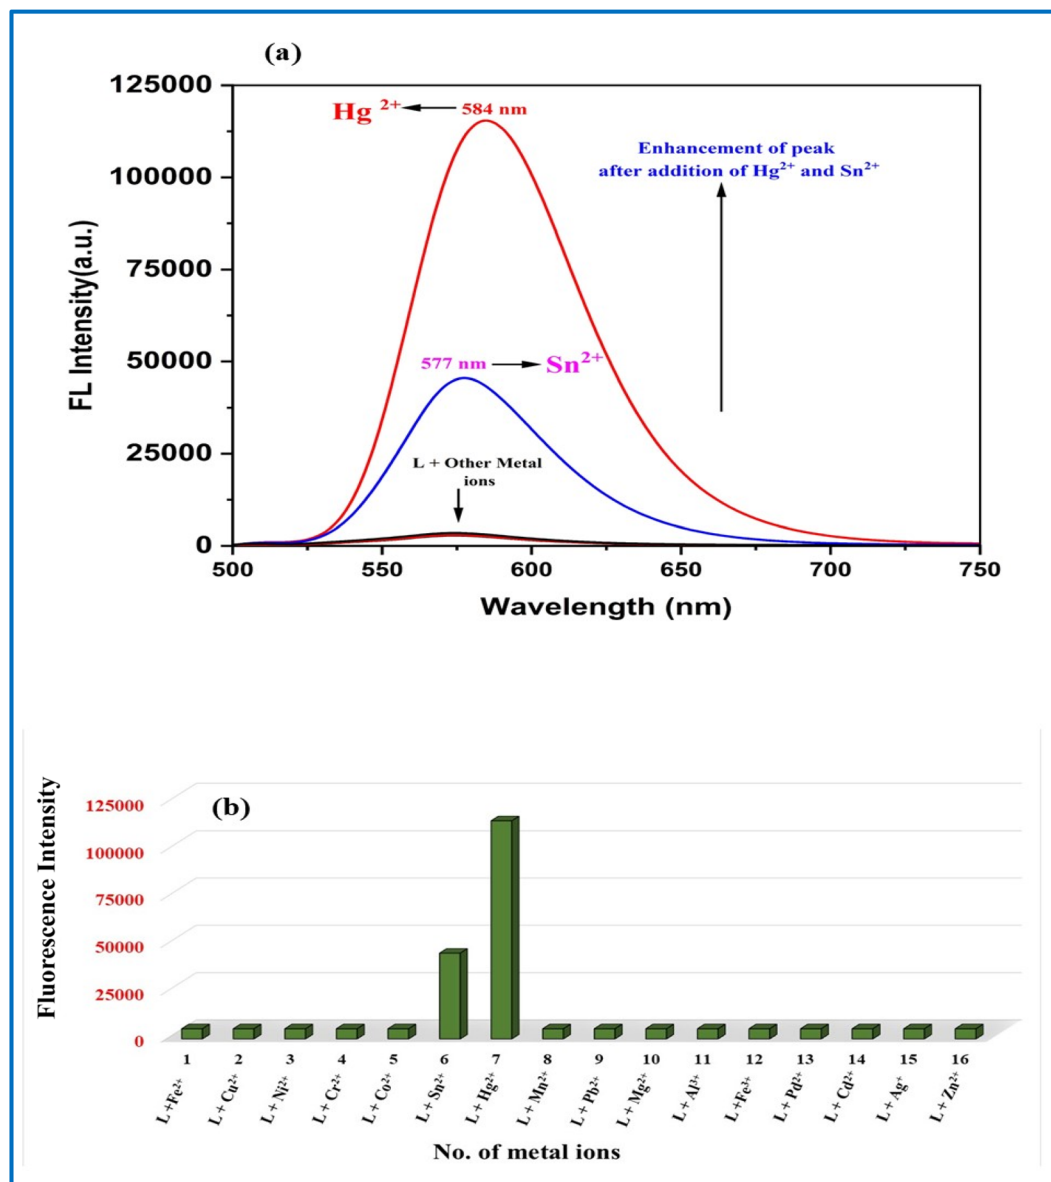 (a)
125000
100000
75000
50000
25000
0
FL Intensity(a.u.)
Hg 2+
584 nm
Enhancement of peak
after addition of Hg²⁺ and Sn²⁺
577 nm
Sn²⁺
L + Other Metal
ions
500 550 600 650 700 750
Wavelength (nm)
(b)
Fluorescence Intensity
125000
100000
75000
50000
25000
0
1 2 3 4 5 6 7 8 9 10 11 12 13 14 15 16
L +Fe²⁺
L + Cu²⁺
L + Ni²⁺
L + Cr²⁺
L + Co²⁺
L + Sn²⁺
L + Hg²⁺
L + Mn²⁺
L + Pb²⁺
L + Mg²⁺
L + Al³⁺
L +Fe³⁺
L + Pd²⁺
L + Cd²⁺
L + Ag⁺
L + Zn²⁺
No. of metal ions